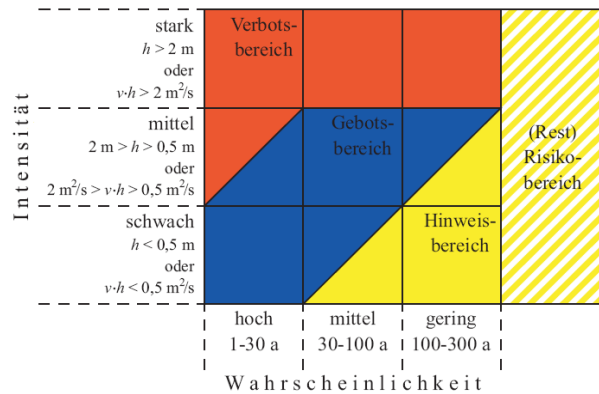 stark
h > 2 m
oder
v·h > 2 m²/s
Verbots-
bereich
mittel
2 m > h > 0,5 m
oder
2 m²/s > v·h > 0,5 m²/s
Gebots-
bereich
(Rest)
Risiko-
bereich
schwach
h < 0,5 m
oder
v·h < 0,5 m²/s
Hinweis-
bereich
Intensität
hoch
1-30 a
mittel
30-100 a
gering
100-300 a
Wahrscheinlichkeit